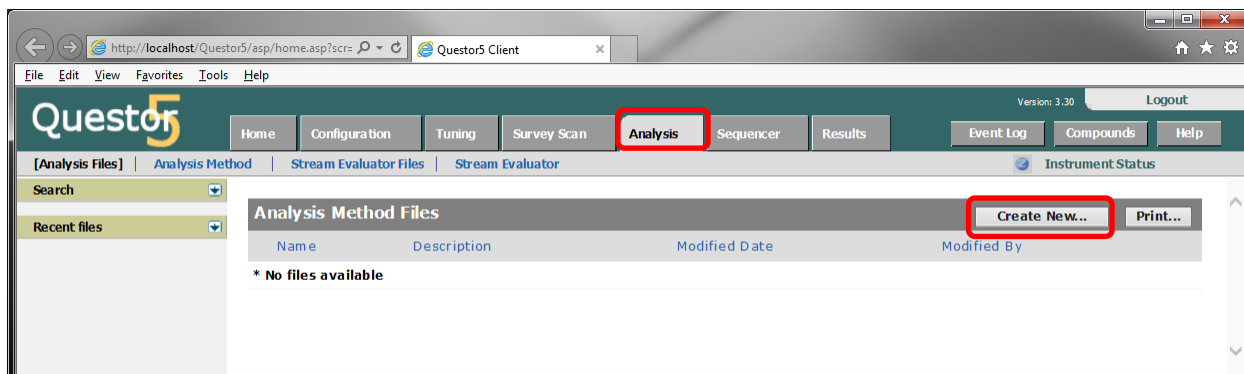 http://localhost/Questor5/asp/home.asp?scr=
Questor5 Client
File Edit View Favorites Tools Help
Questor5
Version: 3.30 Logout
Home Configuration Tuning Survey Scan Analysis Sequencer Results Event Log Compounds Help
[Analysis Files] | Analysis Method | Stream Evaluator Files | Stream Evaluator Instrument Status
Search
Recent files
Analysis Method Files Create New... Print...
Name Description Modified Date Modified By
* No files available